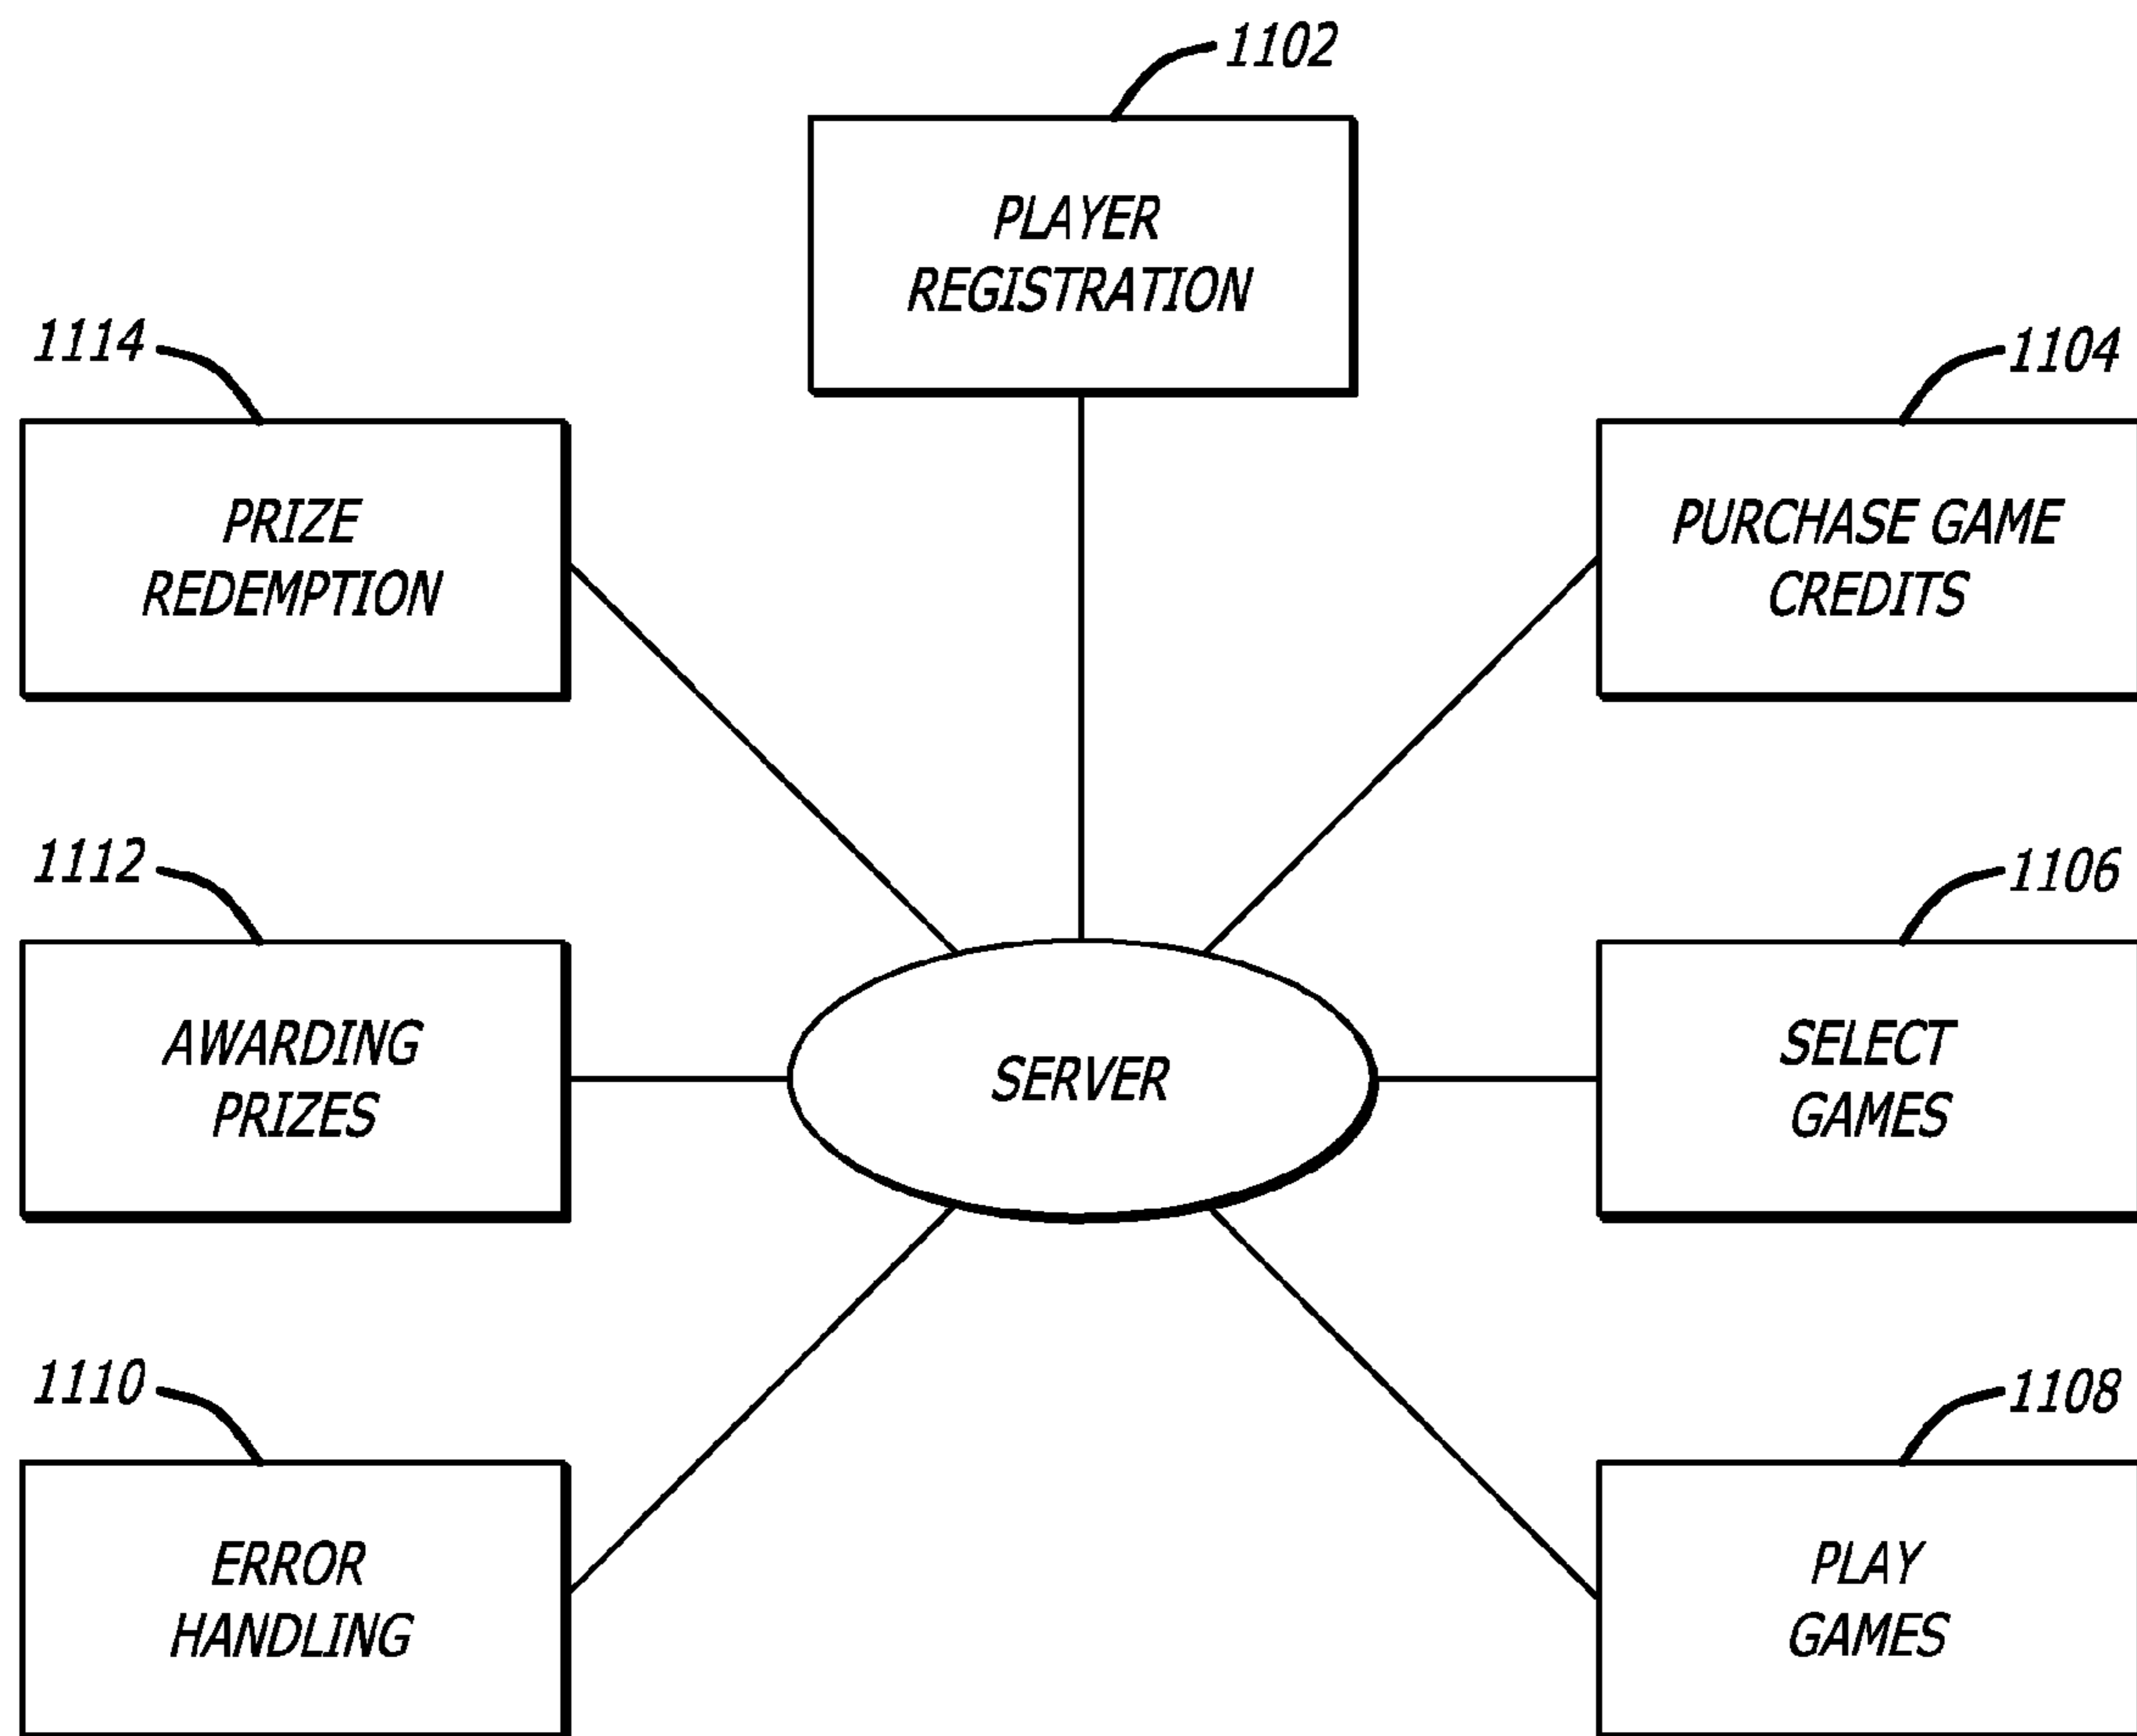 1102
PLAYER
REGISTRATION
1114
PRIZE
REDEMPTION
1104
PURCHASE GAME
CREDITS
1112
AWARDING
PRIZES
SERVER
1106
SELECT
GAMES
1110
ERROR
HANDLING
1108
PLAY
GAMES